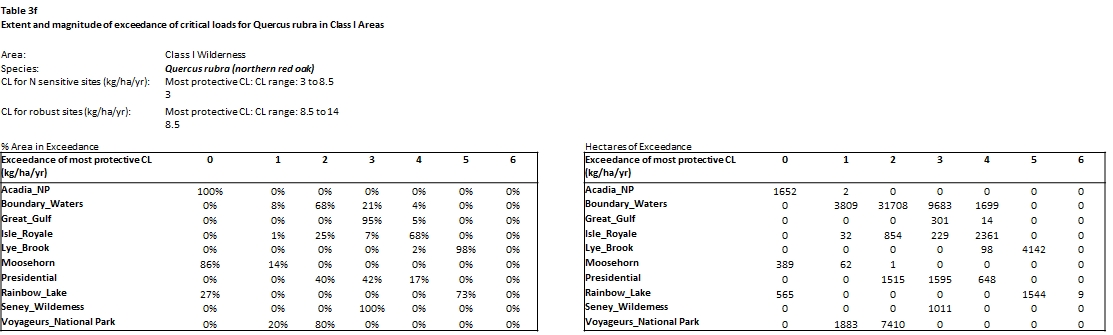 Table 3f
Extent and magnitude of exceedance of critical loads for Quercus rubra in Class I Areas
Area: Class I Wilderness
Species: Quercus rubra (northern red oak)
CL for N sensitive sites (kg/ha/yr): Most protective CL: CL range: 3 to 8.5
3
CL for robust sites (kg/ha/yr): Most protective CL: CL range: 8.5 to 14
8.5
% Area in Exceedance
Exceedance of most protective CL 0 1 2 3 4 5 6
(kg/ha/yr)
Acadia_NP 100% 0% 0% 0% 0% 0% 0%
Boundary_Waters 0% 8% 68% 21% 4% 0% 0%
Great_Gulf 0% 0% 0% 95% 5% 0% 0%
Isle_Royale 0% 1% 25% 7% 68% 0% 0%
Lye_Brook 0% 0% 0% 0% 2% 98% 0%
Moosehorn 86% 14% 0% 0% 0% 0% 0%
Presidential 0% 0% 40% 42% 17% 0% 0%
Rainbow_Lake 27% 0% 0% 0% 0% 73% 0%
Seney_Wilderness 0% 0% 0% 100% 0% 0% 0%
Voyageurs_National Park 0% 20% 80% 0% 0% 0% 0%
Hectares of Exceedance
Exceedance of most protective CL 0 1 2 3 4 5 6
(kg/ha/yr)
Acadia_NP 1652 2 0 0 0 0 0
Boundary_Waters 0 3809 31708 9683 1699 0 0
Great_Gulf 0 0 0 301 14 0 0
Isle_Royale 0 32 854 229 2361 0 0
Lye_Brook 0 0 0 0 98 4142 0
Moosehorn 389 62 1 0 0 0 0
Presidential 0 0 1515 1595 648 0 0
Rainbow_Lake 565 0 0 0 0 1544 9
Seney_Wilderness 0 0 0 1011 0 0 0
Voyageurs_National Park 0 1883 7410 0 0 0 0